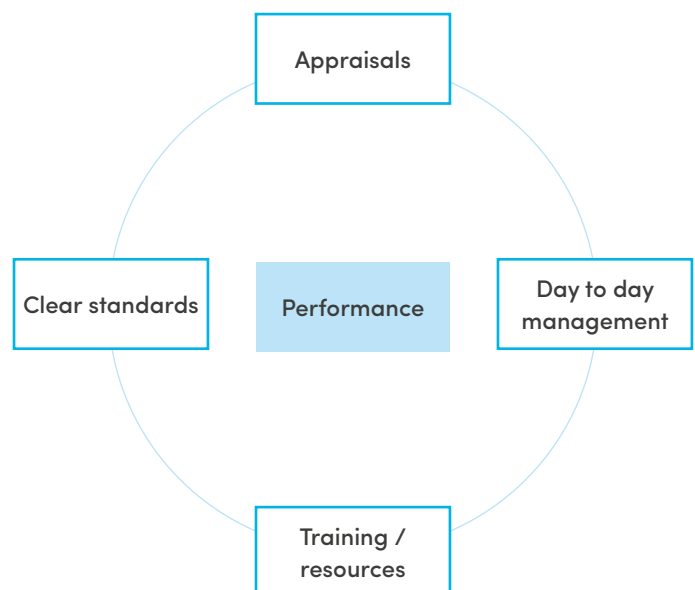 Appraisals
Clear standards
Performance
Day to day
management
Training /
resources